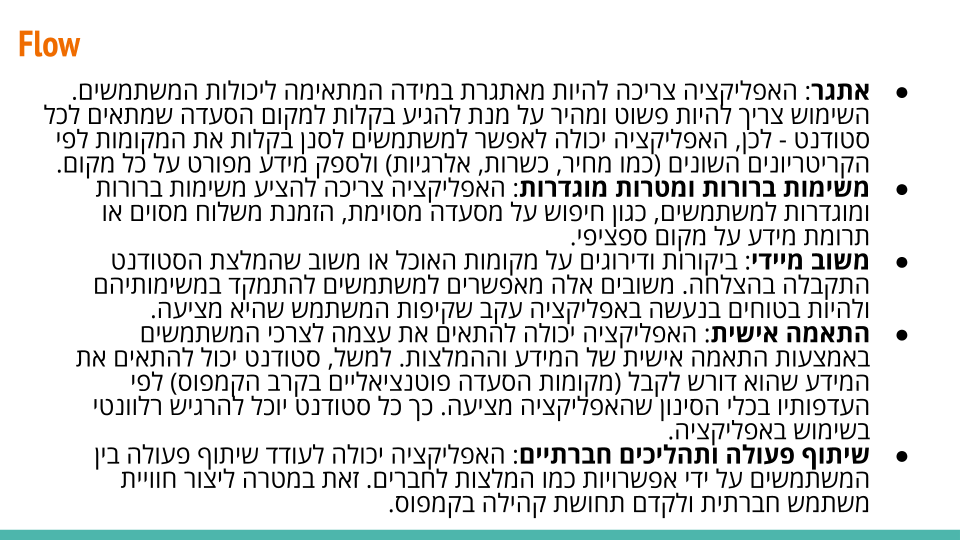 Flow
● אתגר: האפליקציה צריכה להיות מאתגרת במידה המתאימה ליכולות המשתמשים.
השימוש צריך להיות פשוט ומהיר על מנת להגיע בקלות למקום הסעדה שמתאים לכל
סטודנט - לכן, האפליקציה יכולה לאפשר למשתמשים לסנן בקלות את המקומות לפי
הקריטריונים השונים (כמו מחיר, כשרות, אלרגיות) ולספק מידע מפורט על כל מקום.
● משימות ברורות ומטרות מוגדרות: האפליקציה צריכה להציע משימות ברורות
ומוגדרות למשתמשים, כגון חיפוש על מסעדה מסוימת, הזמנת משלוח מסוים או
תרומת מידע על מקום ספציפי.
● משוב מיידי: ביקורות ודירוגים על מקומות האוכל או משוב שהמלצת הסטודנט
התקבלה בהצלחה. משובים אלה מאפשרים למשתמשים להתמקד במשימותיהם
ולהיות בטוחים בנעשה באפליקציה עקב שקיפות המשתמש שהיא מציעה.
● התאמה אישית: האפליקציה יכולה להתאים את עצמה לצרכי המשתמשים
באמצעות התאמה אישית של המידע וההמלצות. למשל, סטודנט יכול להתאים את
המידע שהוא דורש לקבל (מקומות הסעדה פוטנציאליים בקרב הקמפוס) לפי
העדפותיו בכלי הסינון שהאפליקציה מציעה. כך כל סטודנט יוכל להרגיש רלוונטי
בשימוש באפליקציה.
● שיתוף פעולה ותהליכים חברתיים: האפליקציה יכולה לעודד שיתוף פעולה בין
המשתמשים על ידי אפשרויות כמו המלצות לחברים. זאת במטרה ליצור חוויית
משתמש חברתית ולקדם תחושת קהילה בקמפוס.